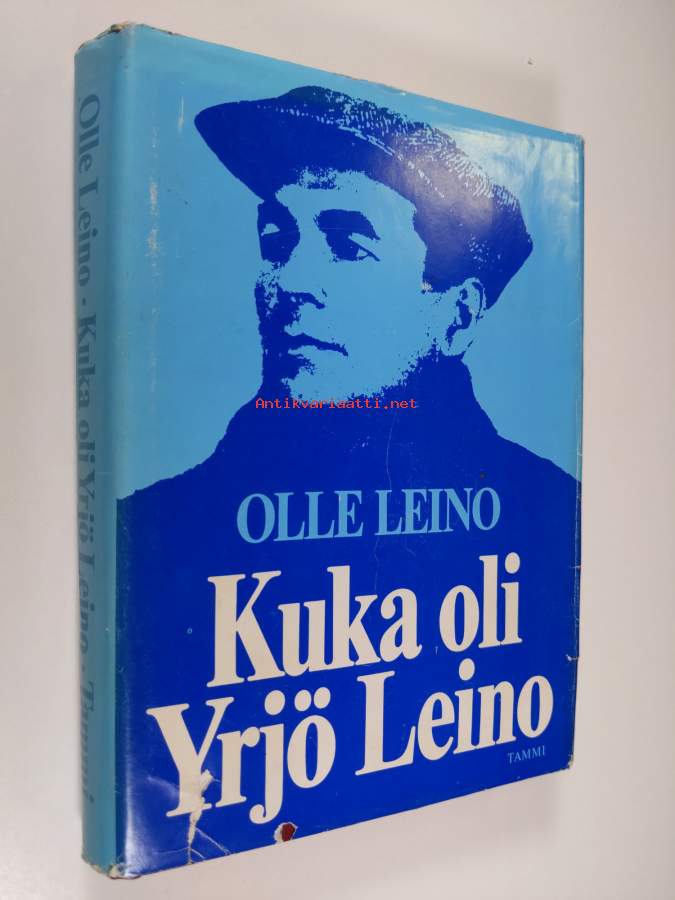 Olle Leino · Kuka oli Yrjö Leino · Tammi
Antikvariaatti.net
OLLE LEINO
Kuka oli
Yrjö Leino
TAMMI